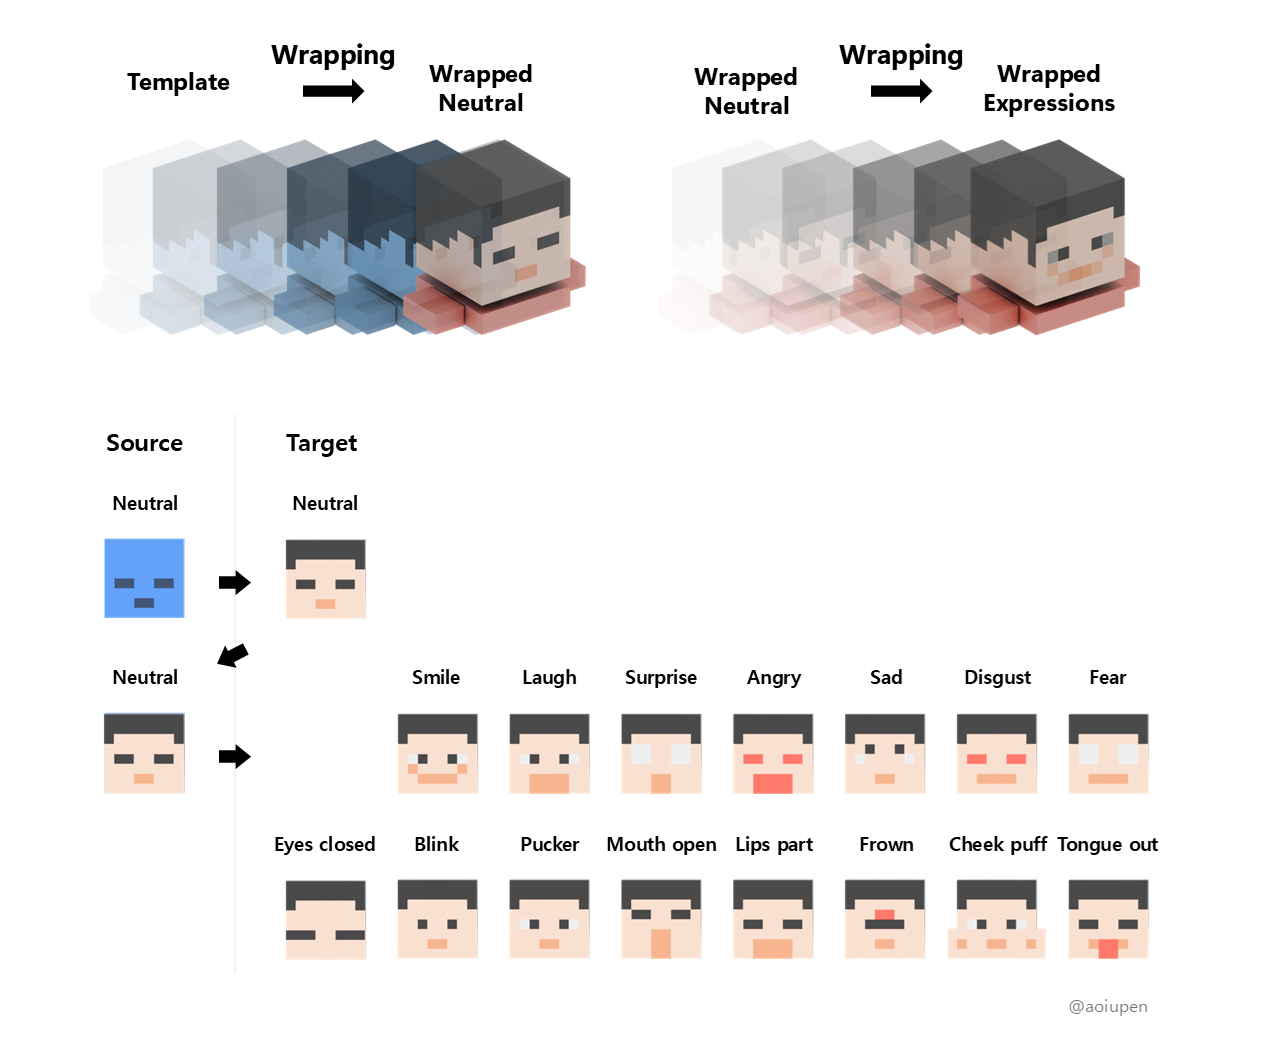 Template
Wrapping
Wrapped
Neutral
Wrapped
Neutral
Wrapping
Wrapped
Expressions
Source
Target
Neutral
Neutral
Neutral
Smile
Laugh
Surprise
Angry
Sad
Disgust
Fear
Eyes closed
Blink
Pucker
Mouth open
Lips part
Frown
Cheek puff
Tongue out
@aoiupen